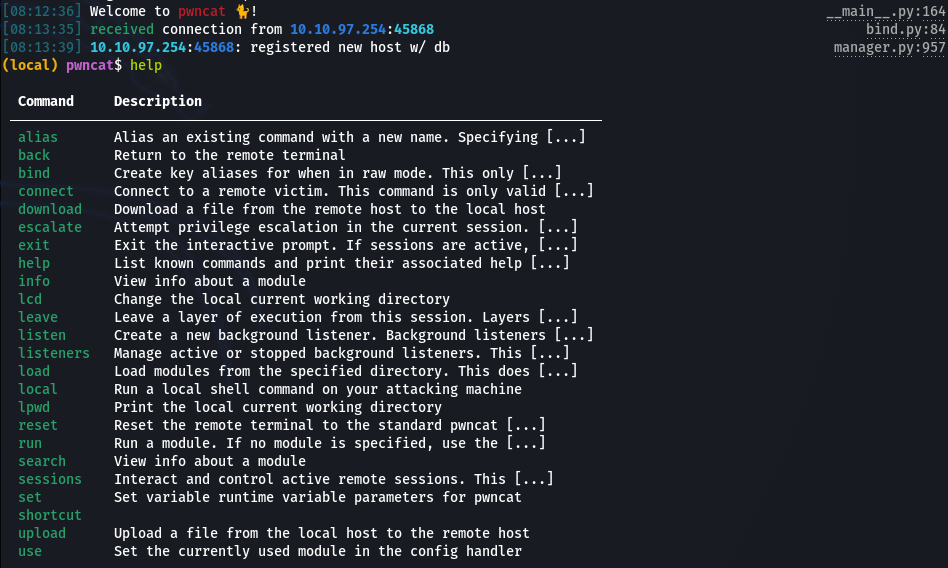 [08:12:36] Welcome to pwncat 🐈! __main__.py:164
[08:13:35] received connection from 10.10.97.254:45868 bind.py:84
[08:13:39] 10.10.97.254:45868: registered new host w/ db manager.py:957
(local) pwncat$ help
Command Description
alias Alias an existing command with a new name. Specifying [...]
back Return to the remote terminal
bind Create key aliases for when in raw mode. This only [...]
connect Connect to a remote victim. This command is only valid [...]
download Download a file from the remote host to the local host
escalate Attempt privilege escalation in the current session. [...]
exit Exit the interactive prompt. If sessions are active, [...]
help List known commands and print their associated help [...]
info View info about a module
lcd Change the local current working directory
leave Leave a layer of execution from this session. Layers [...]
listen Create a new background listener. Background listeners [...]
listeners Manage active or stopped background listeners. This [...]
load Load modules from the specified directory. This does [...]
local Run a local shell command on your attacking machine
lpwd Print the local current working directory
reset Reset the remote terminal to the standard pwncat [...]
run Run a module. If no module is specified, use the [...]
search View info about a module
sessions Interact and control active remote sessions. This [...]
set Set variable runtime variable parameters for pwncat
shortcut
upload Upload a file from the local host to the remote host
use Set the currently used module in the config handler